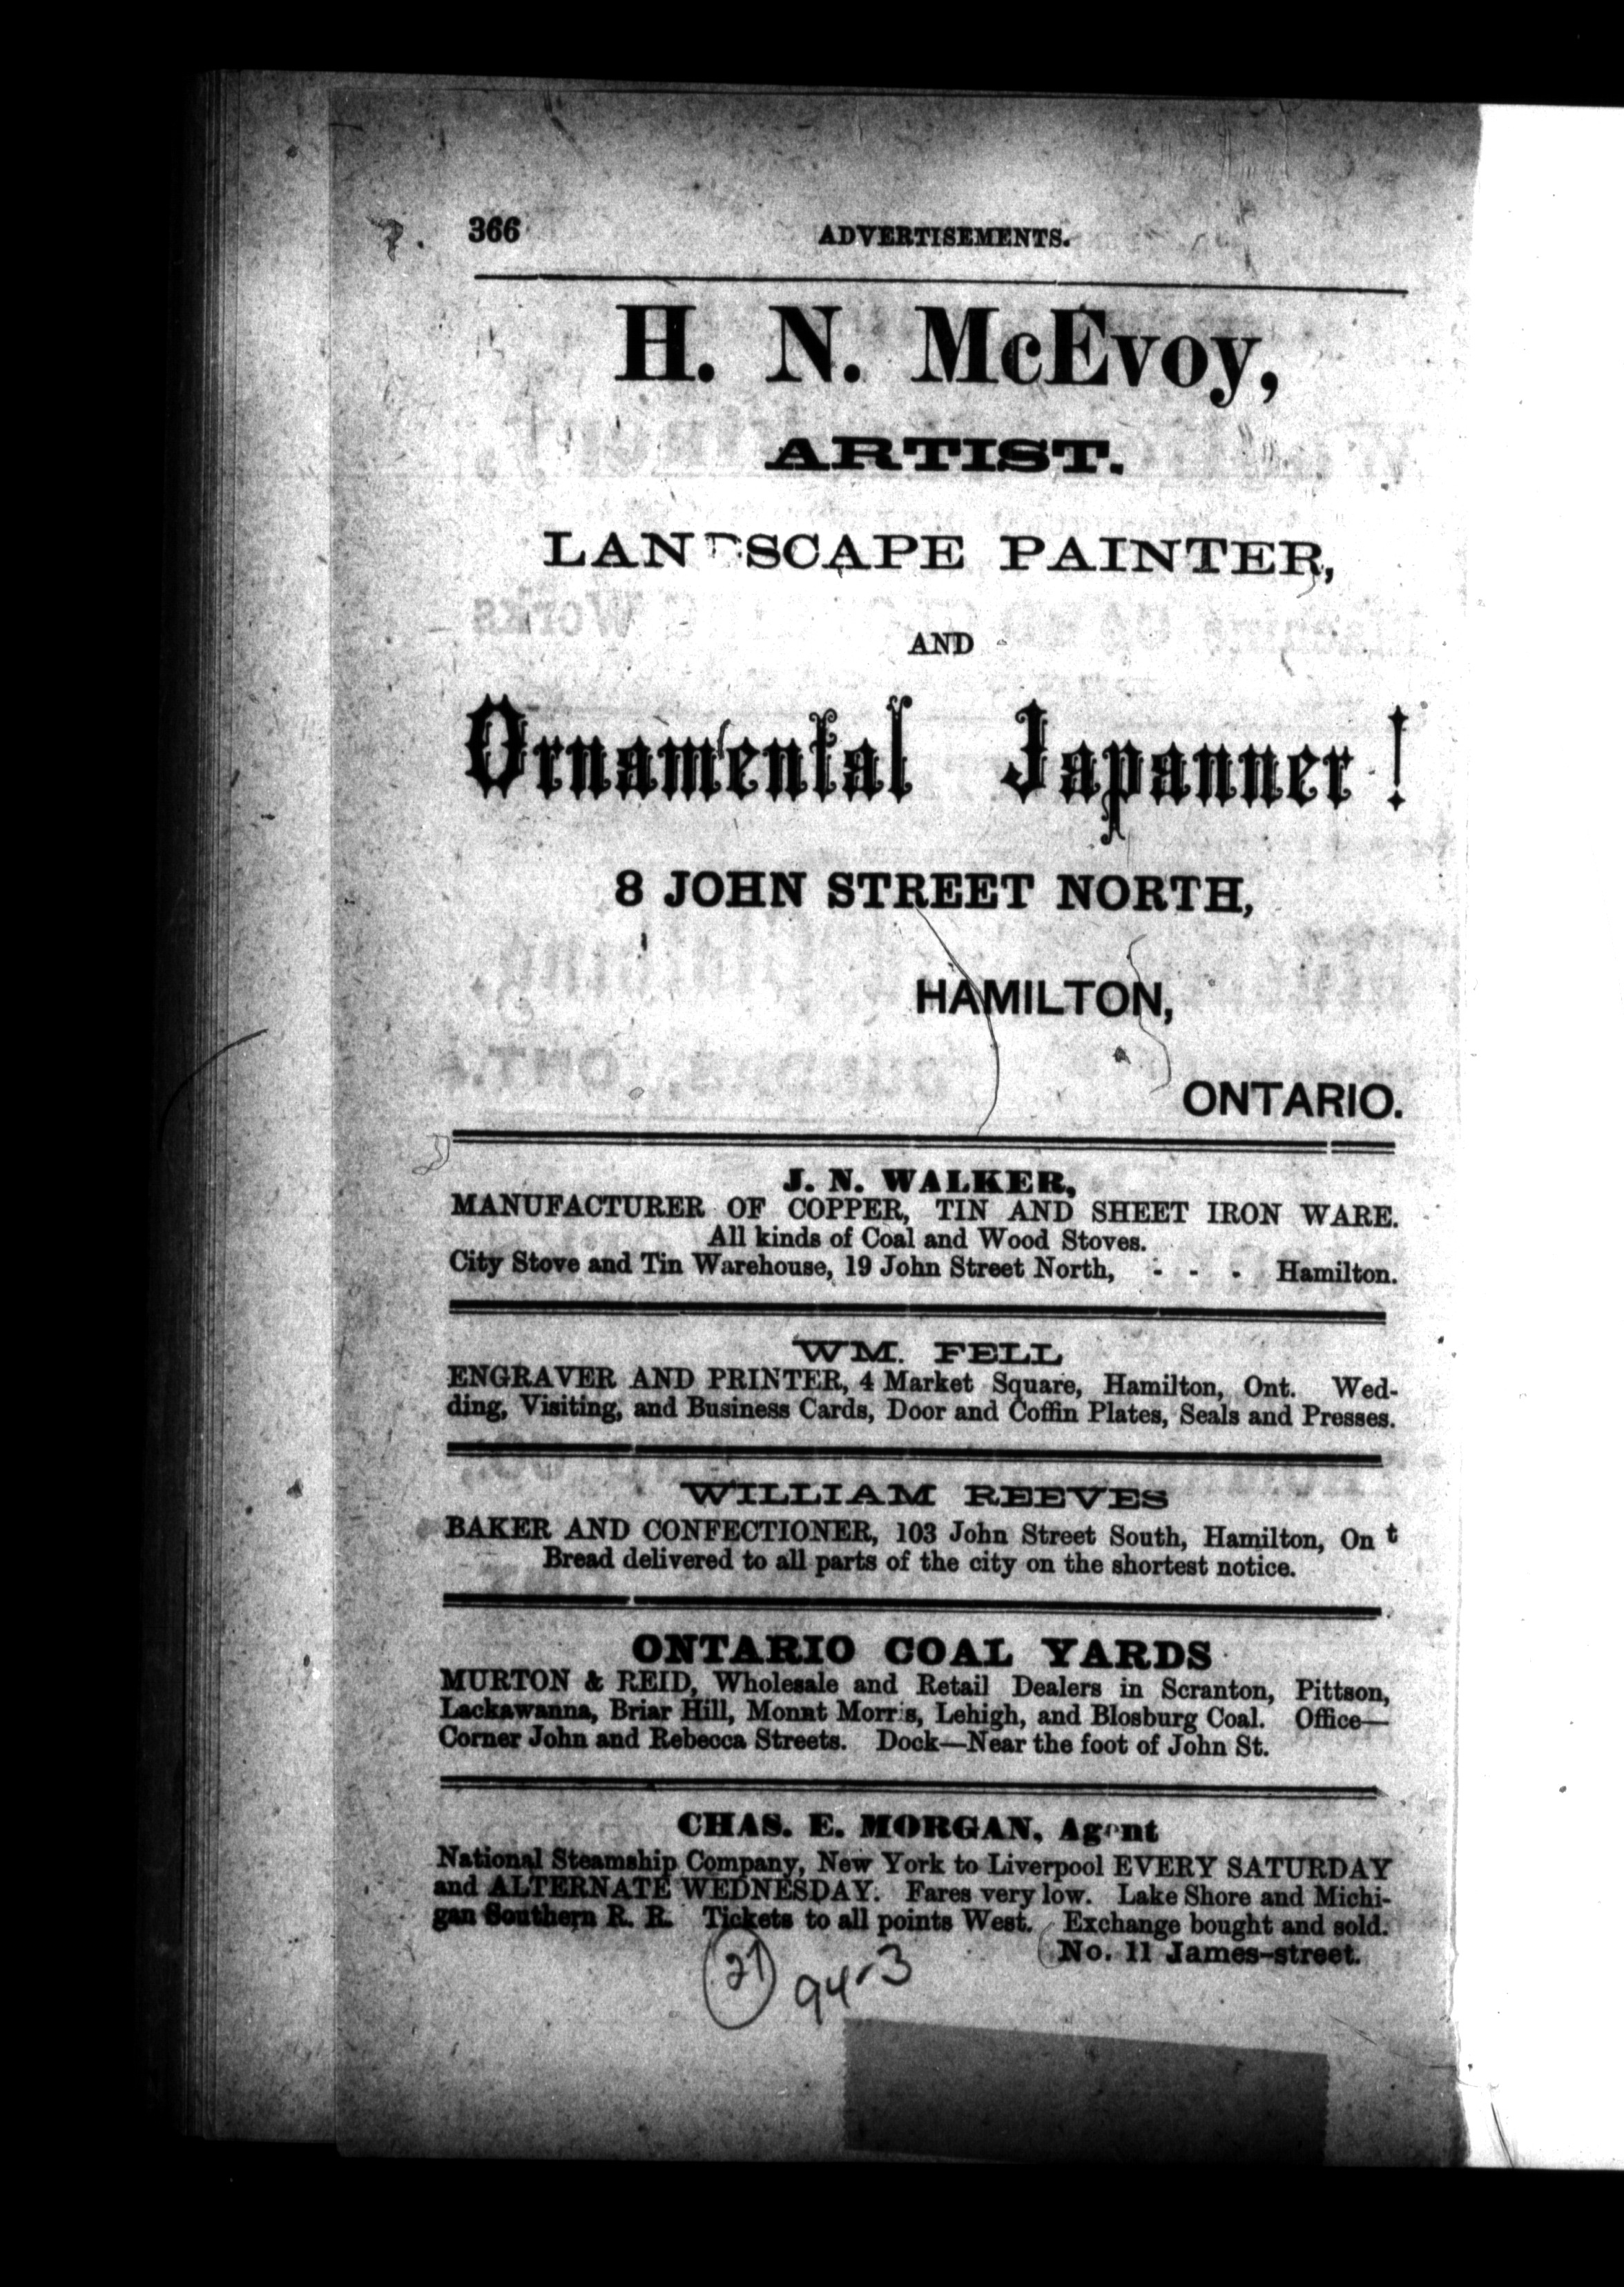 366
ADVERTISEMENTS.
H. N. McEvoy,
ARTIST.
LANDSCAPE PAINTER,
AND
Ornamental Japanner!
8 JOHN STREET NORTH,
HAMILTON,
ONTARIO.
J. N. WALKER,
MANUFACTURER OF COPPER, TIN AND SHEET IRON WARE.
All kinds of Coal and Wood Stoves.
City Stove and Tin Warehouse, 19 John Street North, - - - Hamilton.
WM. FELL
ENGRAVER AND PRINTER, 4 Market Square, Hamilton, Ont. Wed-
ding, Visiting, and Business Cards, Door and Coffin Plates, Seals and Presses.
WILLIAM REEVES
BAKER AND CONFECTIONER, 103 John Street South, Hamilton, Ont
Bread delivered to all parts of the city on the shortest notice.
ONTARIO COAL YARDS
MURTON & REID, Wholesale and Retail Dealers in Scranton, Pittson,
Lackawanna, Briar Hill, Monnt Morris, Lehigh, and Blosburg Coal. Office—
Corner John and Rebecca Streets. Dock—Near the foot of John St.
CHAS. E. MORGAN, Agent
National Steamship Company, New York to Liverpool EVERY SATURDAY
and ALTERNATE WEDNESDAY. Fares very low. Lake Shore and Michi-
gan Southern R. R. Tickets to all points West. Exchange bought and sold.
No. 11 James-street.
21 94-3